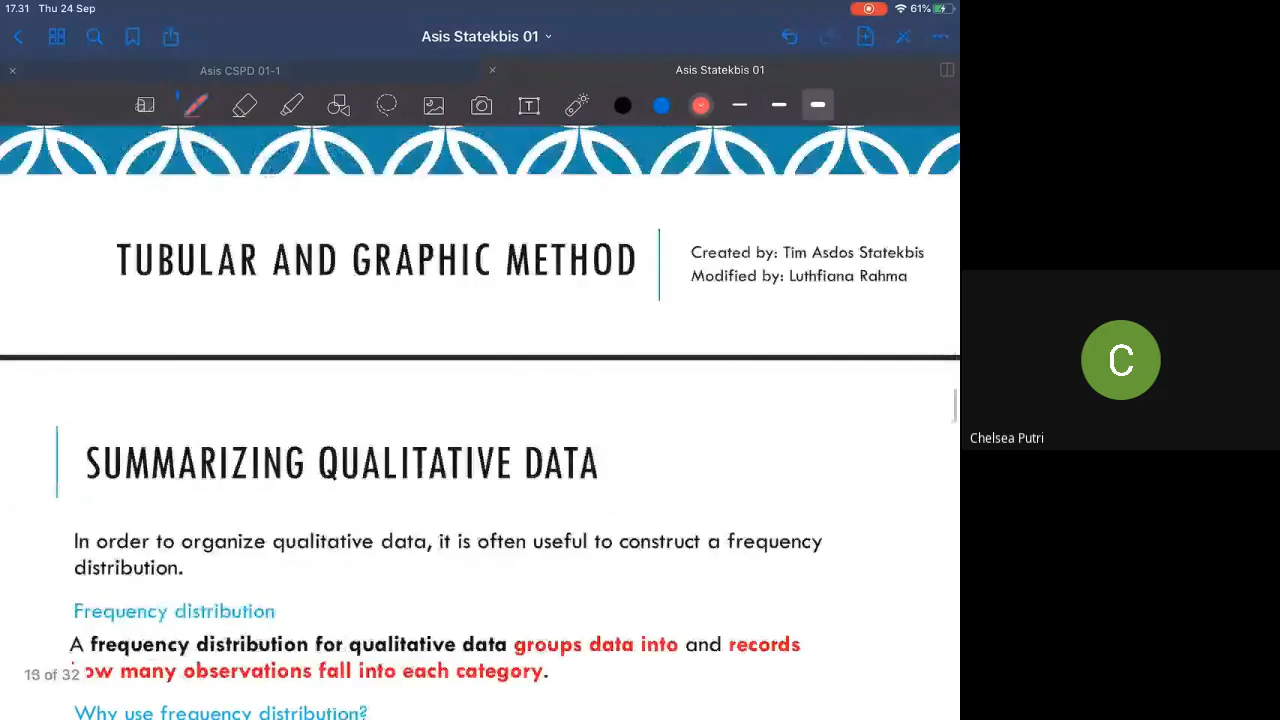 17.31 Thu 24 Sep
61%
Asis Statekbis 01
Asis CSPD 01-1
Asis Statekbis 01
T
TUBULAR AND GRAPHIC METHOD
Created by: Tim Asdos Statekbis
Modified by: Luthfiana Rahma
SUMMARIZING QUALITATIVE DATA
In order to organize qualitative data, it is often useful to construct a frequency
distribution.
Frequency distribution
A frequency distribution for qualitative data groups data into and records
ow many observations fall into each category.
13 of 32
Why use frequency distribution?
C
Chelsea Putri